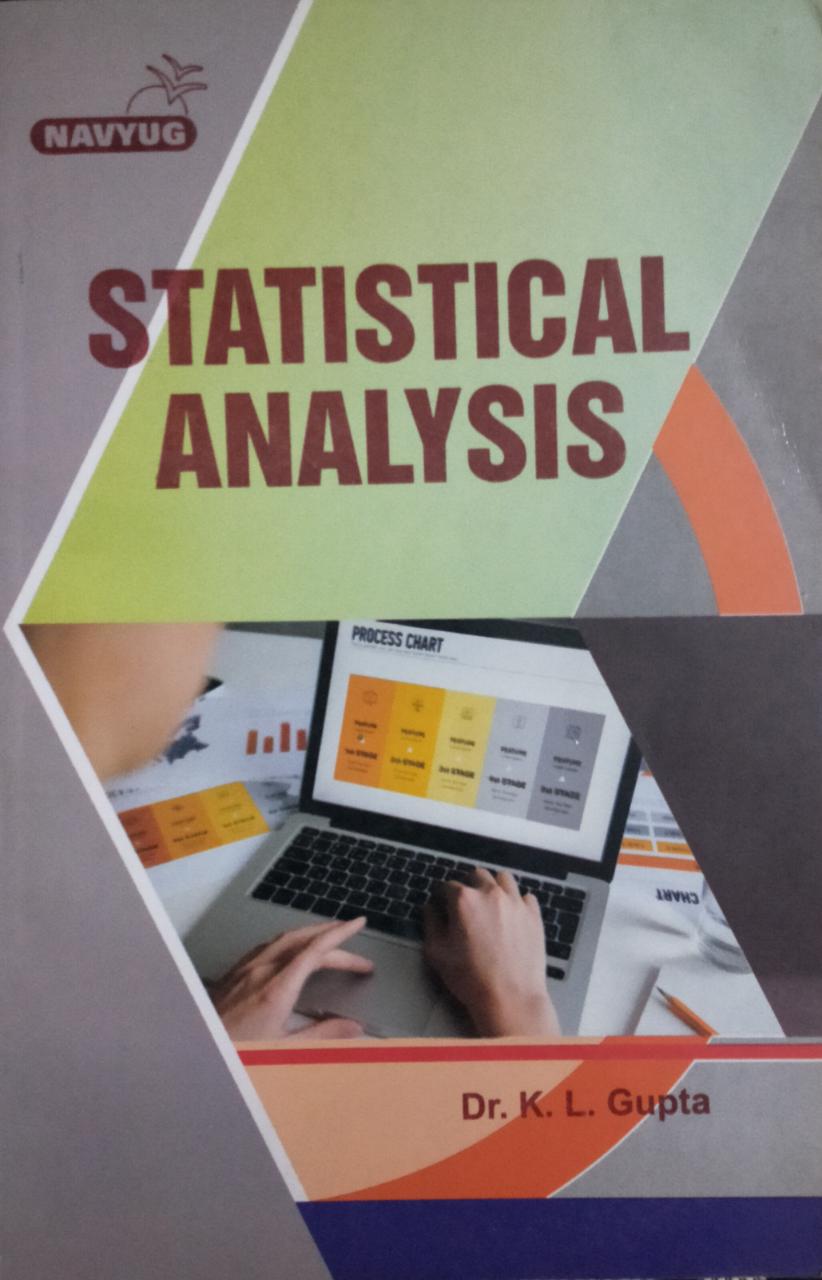 NAVYUG
STATISTICAL
ANALYSIS
PROCESS CHART
CHART
Dr. K. L. Gupta